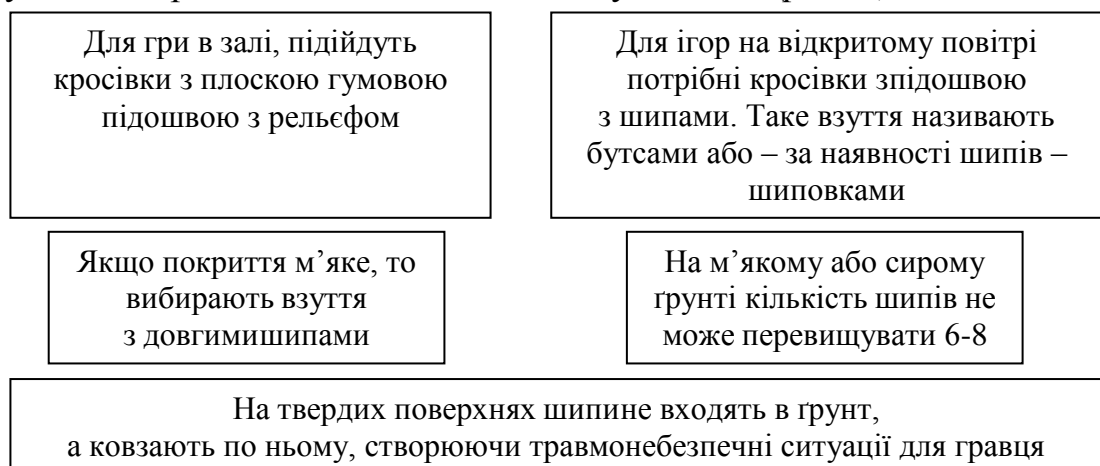 Для гри в залі, підійдуть
кросівки з плоскою гумовою
підошвою з рельєфом
Для ігор на відкритому повітрі
потрібні кросівки зпідошвою
з шипами. Таке взуття називають
бутсами або – за наявності шипів –
шиповками
Якщо покриття м’яке, то
вибирають взуття
з довгимишипами
На м’якому або сирому
ґрунті кількість шипів не
може перевищувати 6-8
На твердих поверхнях шипине входять в ґрунт,
а ковзають по ньому, створюючи травмонебезпечні ситуації для гравця